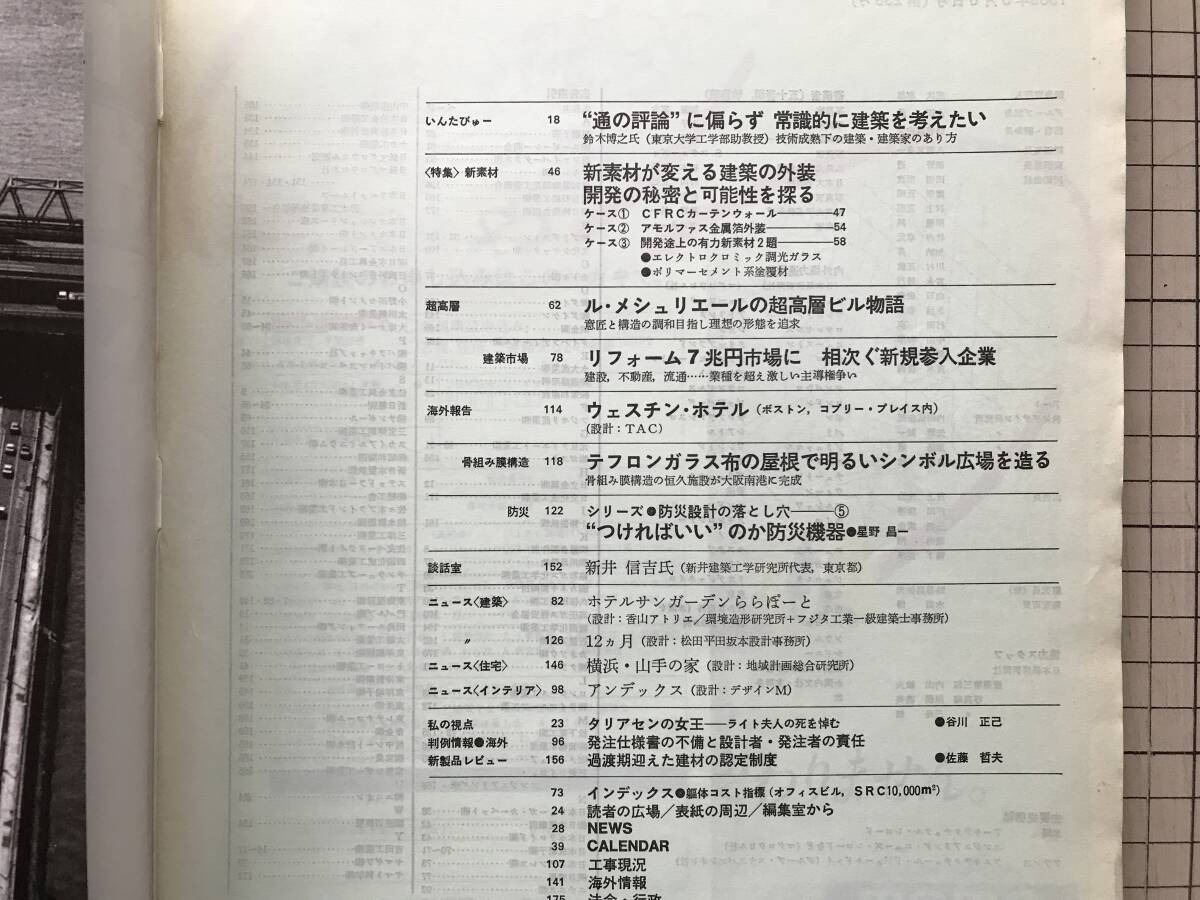 いんたびゅー 18 “通の評論”に偏らず 常識的に建築を考えたい
鈴木博之氏（東京大学工学部助教授）技術成熟下の建築・建築家のあり方
〈特集〉新素材 46 新素材が変える建築の外装
開発の秘密と可能性を探る
ケース① CFRCカーテンウォール――47
ケース② アモルファス金属箔外装――54
ケース③ 開発途上の有力新素材2題――58
●エレクトロクロミック調光ガラス
●ポリマーセメント系塗覆材
超高層 62 ル・メシュリエールの超高層ビル物語
意匠と構造の調和目指し理想の形態を追求
建築市場 78 リフォーム7兆円市場に 相次ぐ新規参入企業
建設，不動産，流通……業種を超え激しい主導権争い
海外報告 114 ウェスチン・ホテル（ボストン，コプリー・プレイス内）
（設計：TAC）
骨組み膜構造 118 テフロンガラス布の屋根で明るいシンボル広場を造る
骨組み膜構造の恒久施設が大阪南港に完成
防災 122 シリーズ●防災設計の落とし穴――⑤
“つければいい”のか防災機器●星野 昌一
談話室 152 新井 信吉氏（新井建築工学研究所代表，東京都）
ニュース〈建築〉 82 ホテルサンガーデンららぽーと
（設計：香山アトリエ／環境造形研究所＋フジタ工業一級建築士事務所）
〃 126 12ヵ月（設計：松田平田坂本設計事務所）
ニュース〈住宅〉 146 横浜・山手の家（設計：地域計画総合研究所）
ニュース〈インテリア〉 98 アンデックス（設計：デザインM）
私の視点 23 タリアセンの女王――ライト夫人の死を悼む ●谷川 正己
判例情報●海外 96 発注仕様書の不備と設計者・発注者の責任
新製品レビュー 156 過渡期迎えた建材の認定制度 ●佐藤 哲夫
73 インデックス●躯体コスト指標（オフィスビル，SRC10,000m²）
24 読者の広場／表紙の周辺／編集室から
28 NEWS
39 CALENDAR
107 工事現況
141 海外情報
175 法令・行政